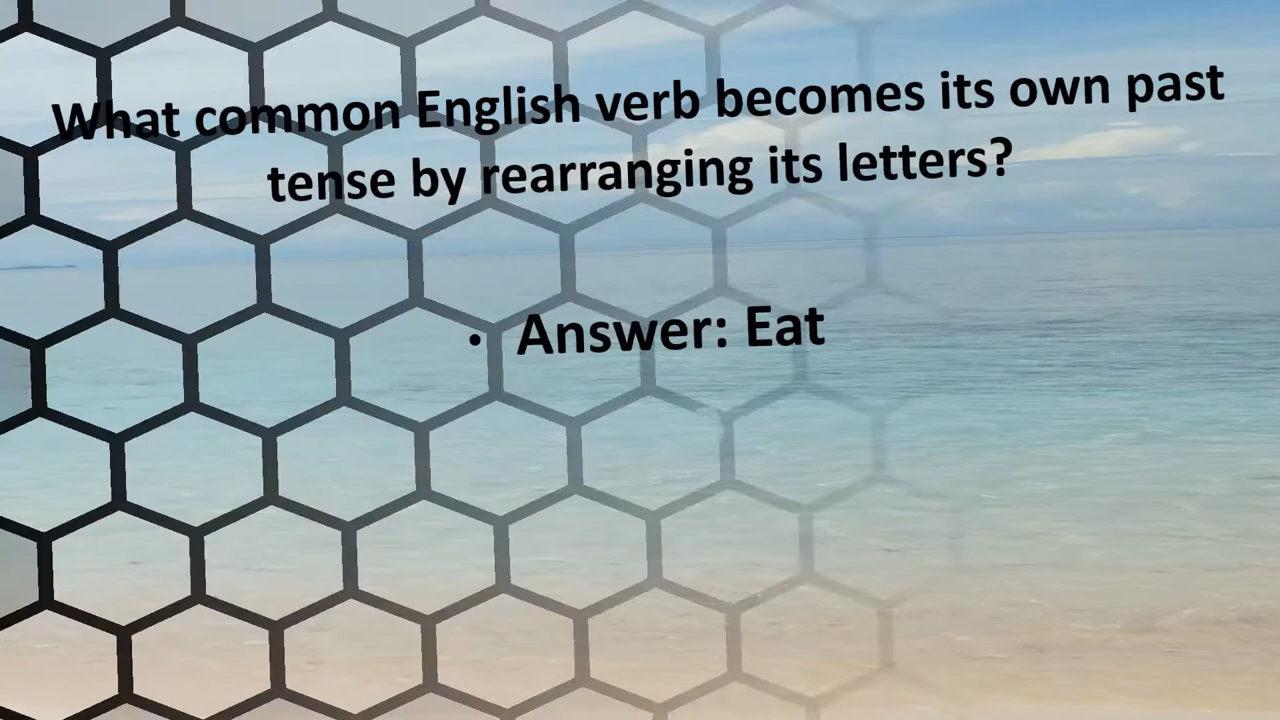 What common English verb becomes its own past
tense by rearranging its letters?
• Answer: Eat